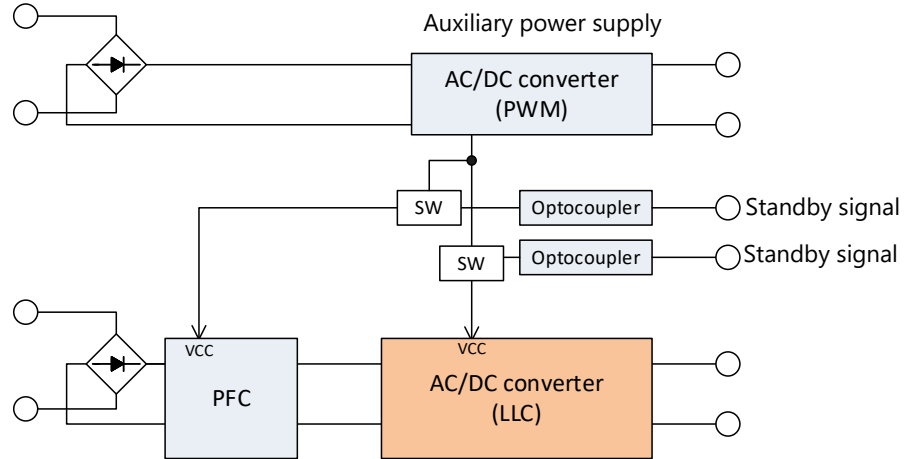 Auxiliary power supply
AC/DC converter
(PWM)
SW
Optocoupler
Standby signal
SW
Optocoupler
Standby signal
VCC
PFC
VCC
AC/DC converter
(LLC)